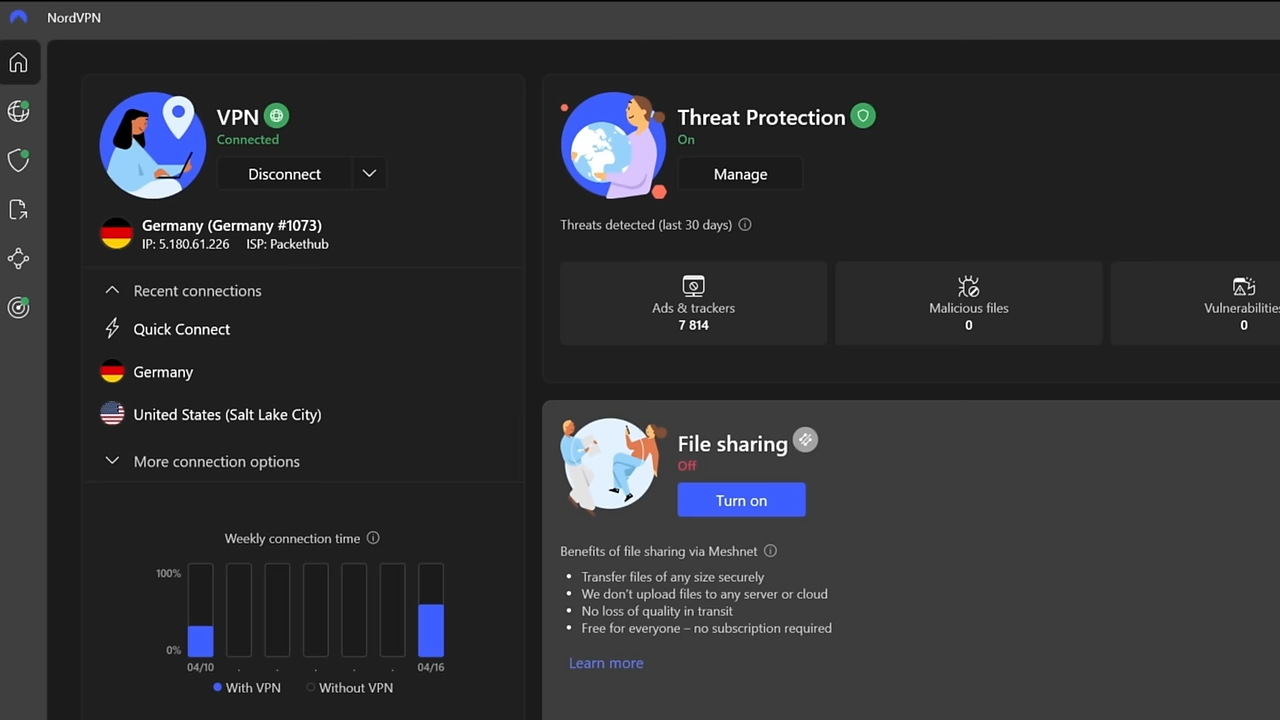 NordVPN
VPN
Connected
Disconnect
Germany (Germany #1073)
IP: 5.180.61.226 ISP: Packethub
Recent connections
Quick Connect
Germany
United States (Salt Lake City)
More connection options
Weekly connection time
100%
0%
04/10 . . . . . 04/16
With VPN Without VPN
Threat Protection
On
Manage
Threats detected (last 30 days)
Ads & trackers
7 814
Malicious files
0
Vulnerabilities
0
File sharing
Off
Turn on
Benefits of file sharing via Meshnet
• Transfer files of any size securely
• We don't upload files to any server or cloud
• No loss of quality in transit
• Free for everyone – no subscription required
Learn more